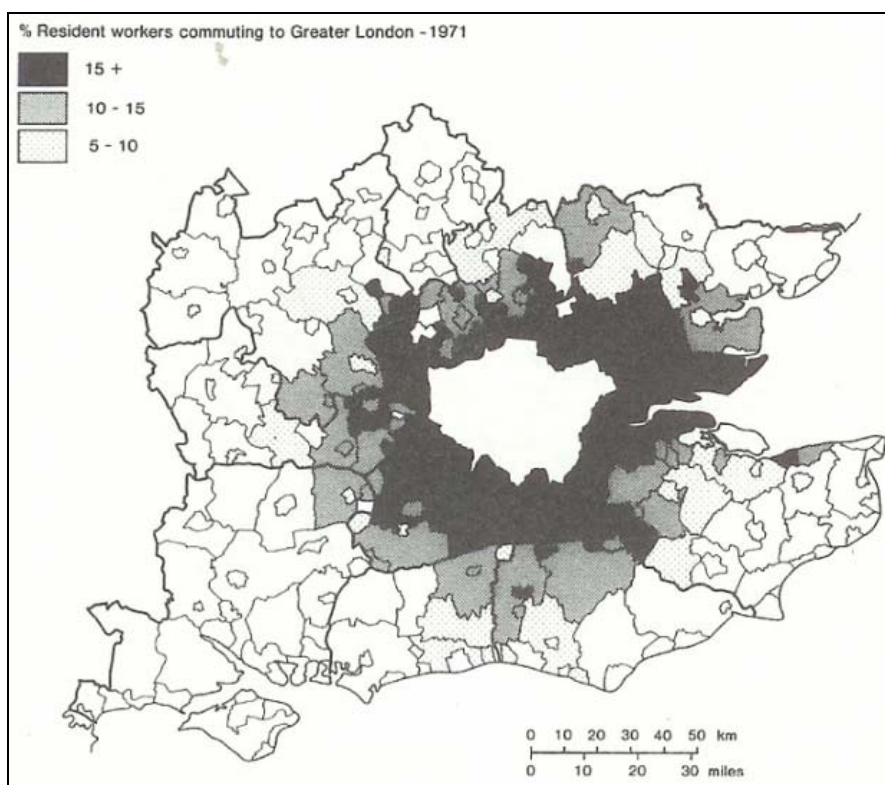 % Resident workers commuting to Greater London - 1971
15 +
10 - 15
5 - 10
0 10 20 30 40 50 km
0 10 20 30 miles